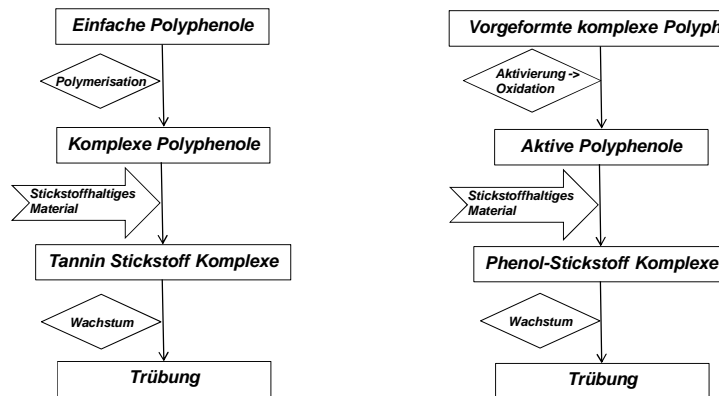 Einfache Polyphenole
Polymerisation
Komplexe Polyphenole
Stickstoffhaltiges
Material
Tannin Stickstoff Komplexe
Wachstum
Trübung
Vorgeformte komplexe Polyph
Aktivierung ->
Oxidation
Aktive Polyphenole
Stickstoffhaltiges
Material
Phenol-Stickstoff Komplexe
Wachstum
Trübung